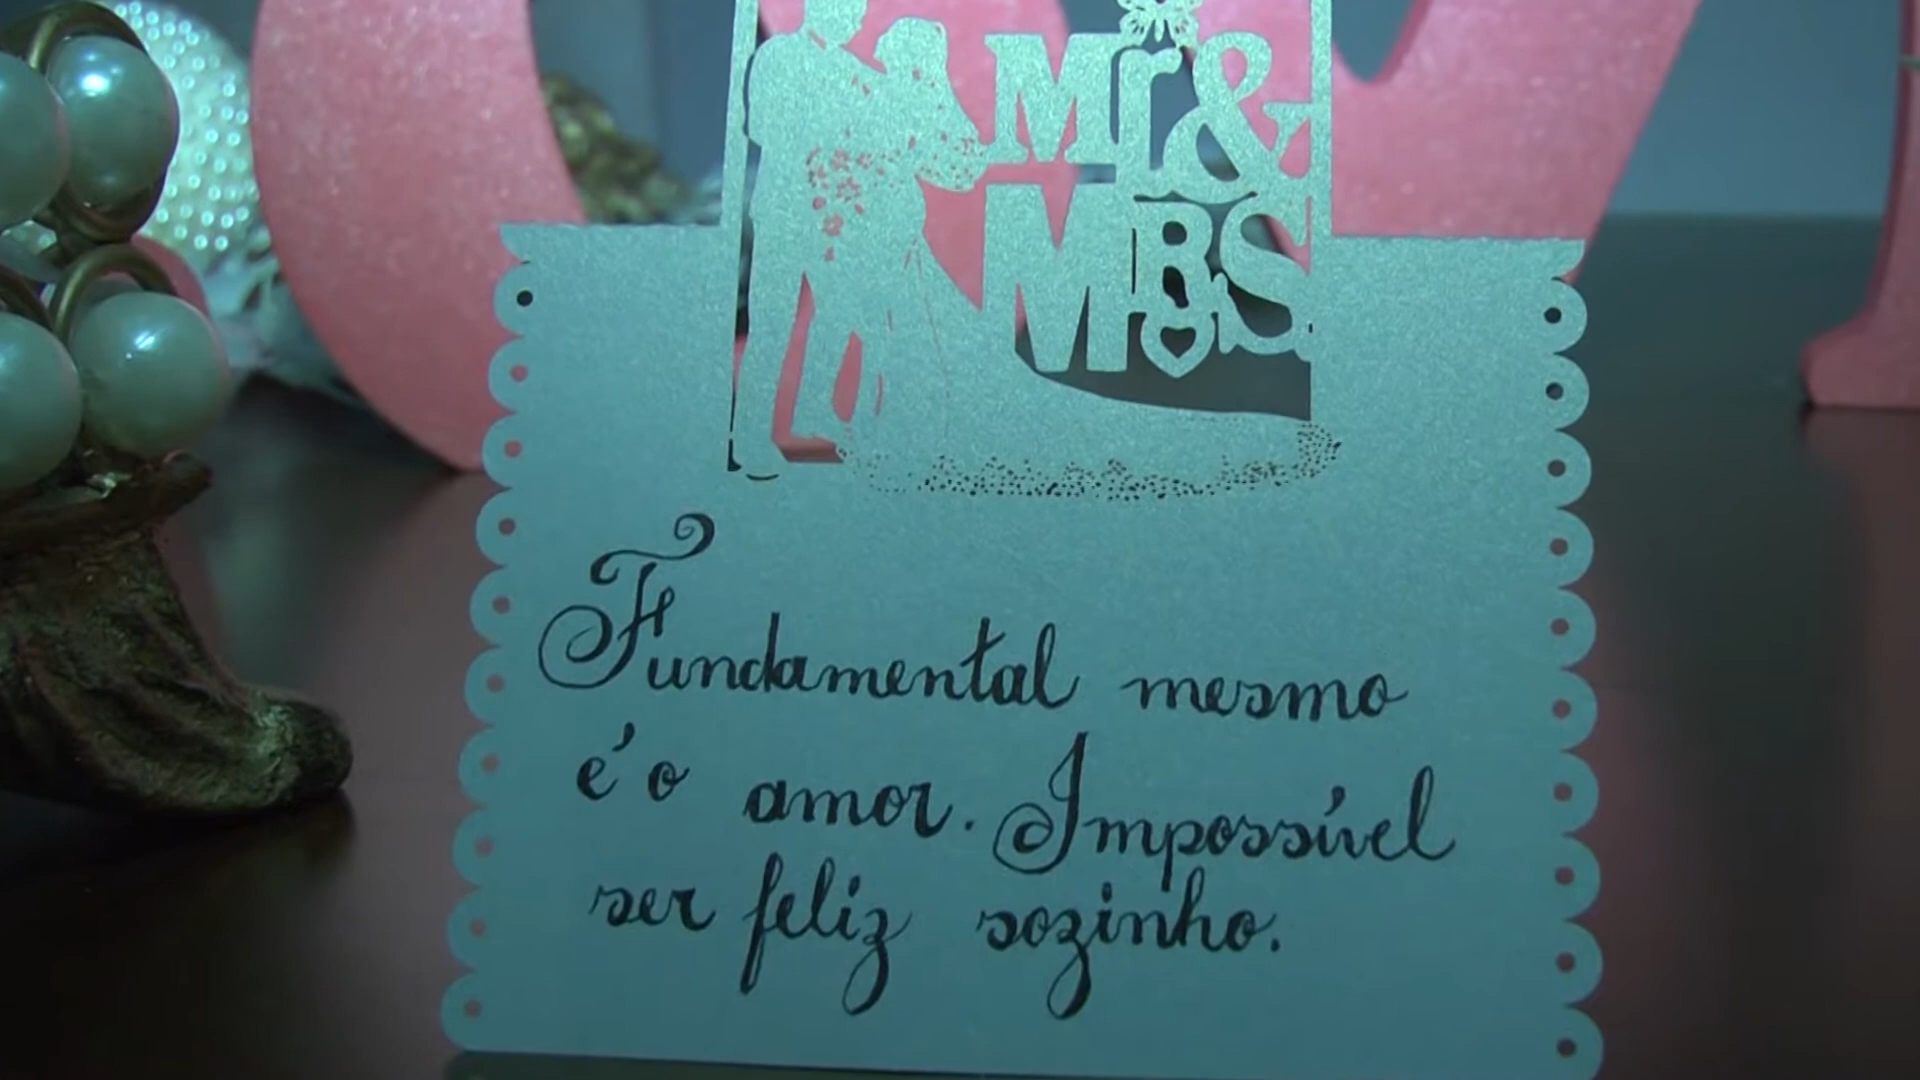 Mr &
MRS
Fundamental mesmo
é o amor. Impossível
ser feliz sozinho.